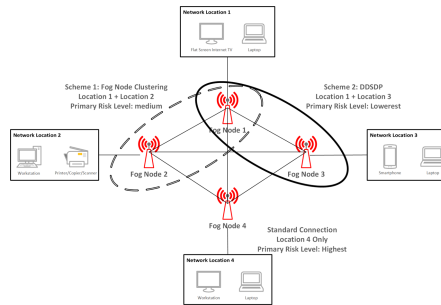 Network Location 1
Flat Screen Internet TV
Laptop
Scheme 1: Fog Node Clustering
Location 1 + Location 2
Primary Risk Level: medium
Scheme 2: DDSDP
Location 1 + Location 3
Primary Risk Level: Lowerest
Fog Node 1
Network Location 2
Workstation
Printer/Copier/Scanner
Fog Node 2
Fog Node 3
Network Location 3
Smartphone
Laptop
Fog Node 4
Standard Connection
Location 4 Only
Primary Risk Level: Highest
Network Location 4
Workstation
Laptop